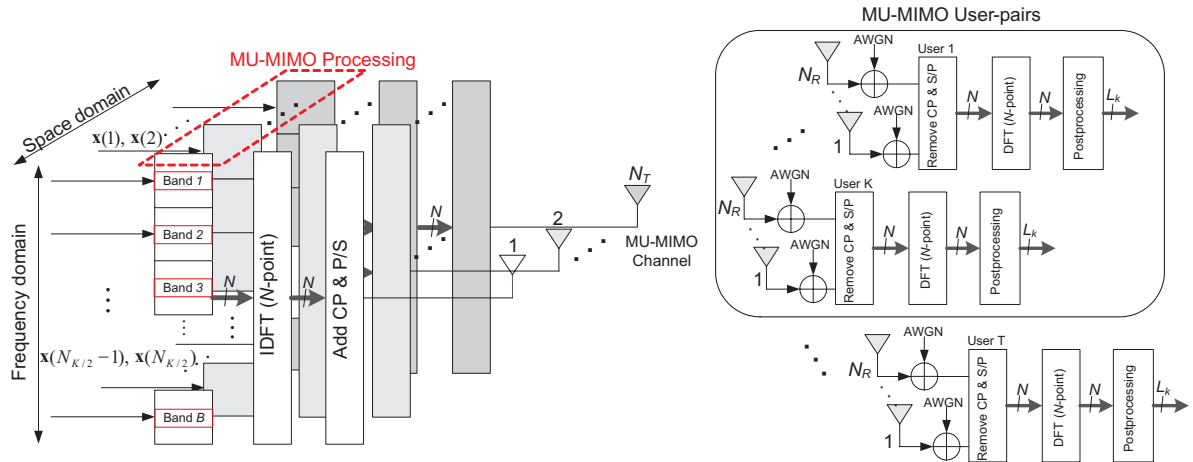 MU-MIMO Processing
Space domain
Frequency domain
x(1), x(2)
Band 1
Band 2
Band 3
x(N_{K/2}−1), x(N_{K/2})
Band B
N
IDFT (N-point)
N
Add CP & P/S
N
1
2
N_T
MU-MIMO
Channel
MU-MIMO User-pairs
AWGN
User 1
N_R
AWGN
1
Remove CP & S/P
N
DFT (N-point)
N
Postprocessing
L_k
AWGN
User K
N_R
AWGN
1
Remove CP & S/P
N
DFT (N-point)
N
Postprocessing
L_k
AWGN
User T
N_R
AWGN
1
Remove CP & S/P
N
DFT (N-point)
N
Postprocessing
L_k